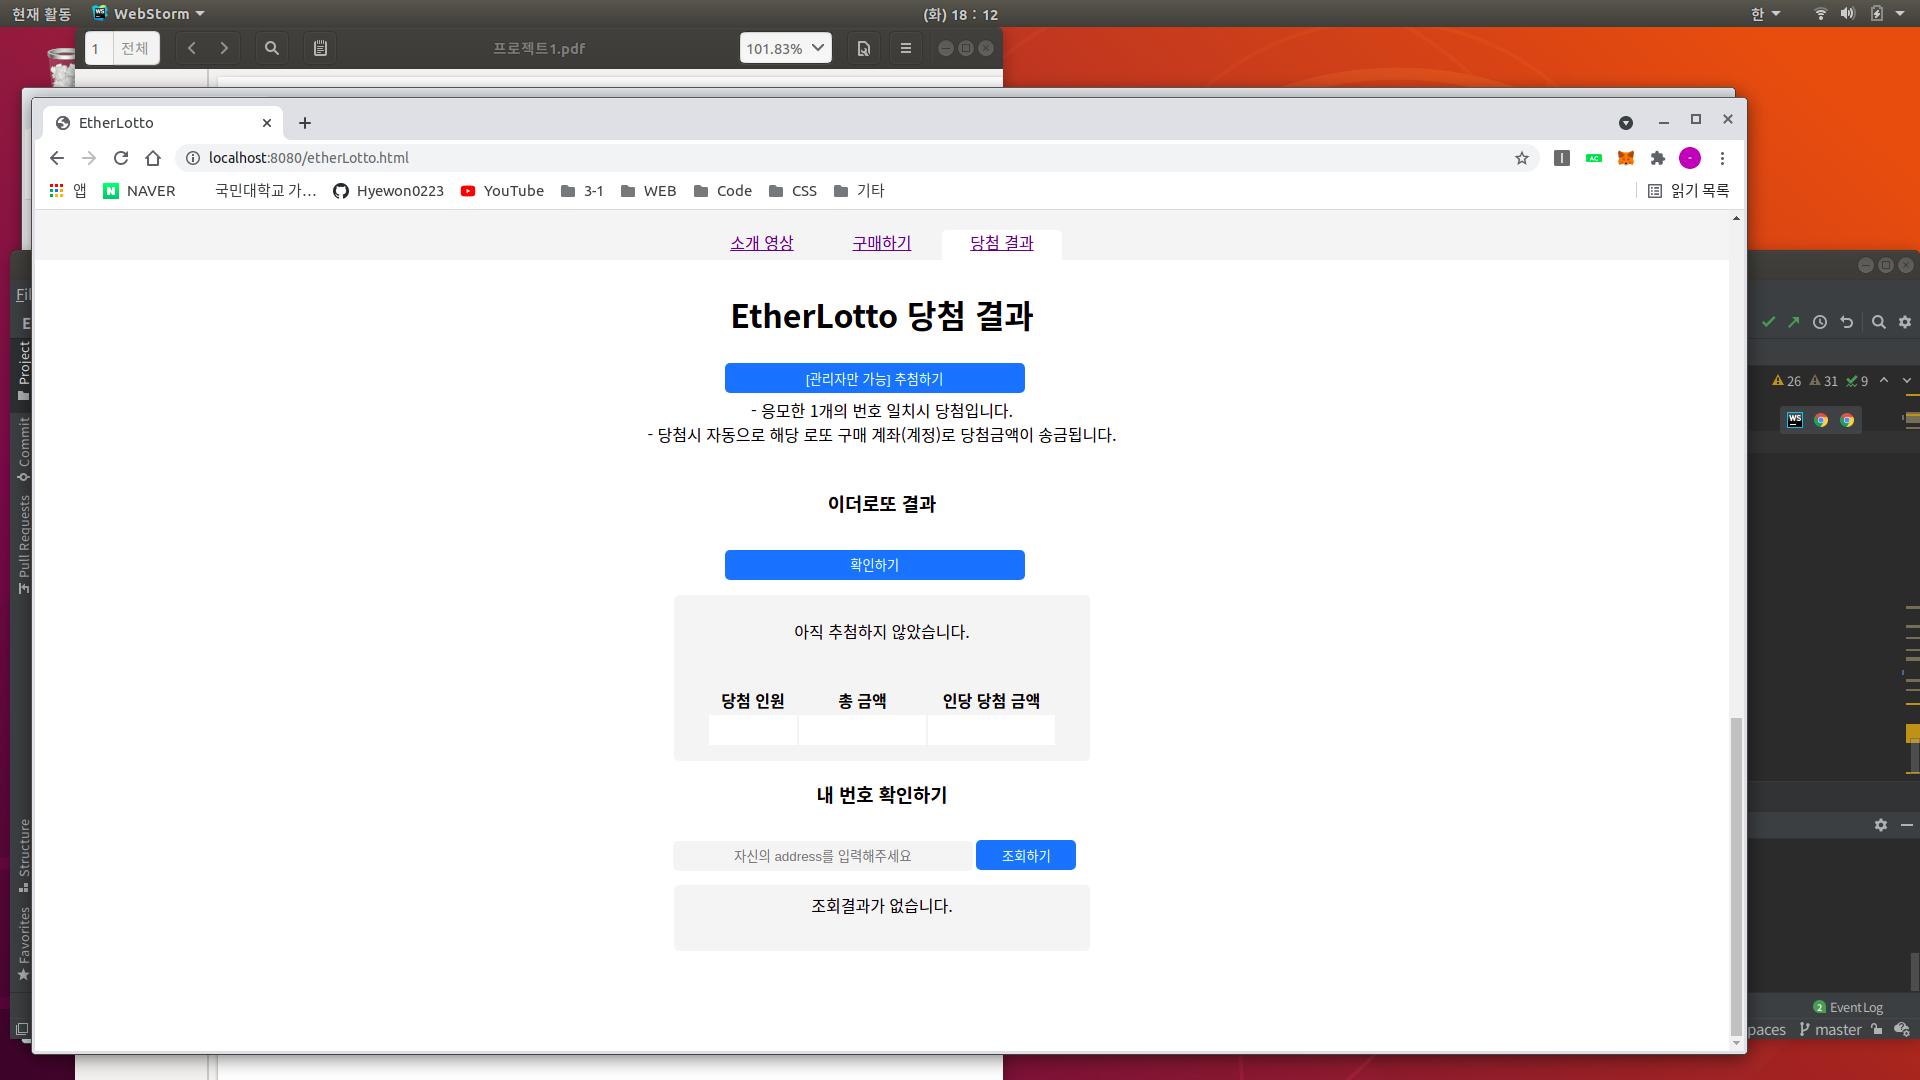 현재 활동
WebStorm
(화) 18 : 12
한
1
전체
프로젝트1.pdf
101.83%
EtherLotto
localhost:8080/etherLotto.html
앱
NAVER
국민대학교 가...
Hyewon0223
YouTube
3-1
WEB
Code
CSS
기타
읽기 목록
소개 영상
구매하기
당첨 결과
EtherLotto 당첨 결과
[관리자만 가능] 추첨하기
- 응모한 1개의 번호 일치시 당첨입니다.
- 당첨시 자동으로 해당 로또 구매 계좌(계정)로 당첨금액이 송금됩니다.
이더로또 결과
확인하기
아직 추첨하지 않았습니다.
당첨 인원 총 금액 인당 당첨 금액
내 번호 확인하기
자신의 address를 입력해주세요
조회하기
조회결과가 없습니다.
Fil
E
Project
Commit
Pull Requests
Structure
Favorites
26
31
9
WS
2 Event Log
paces
master